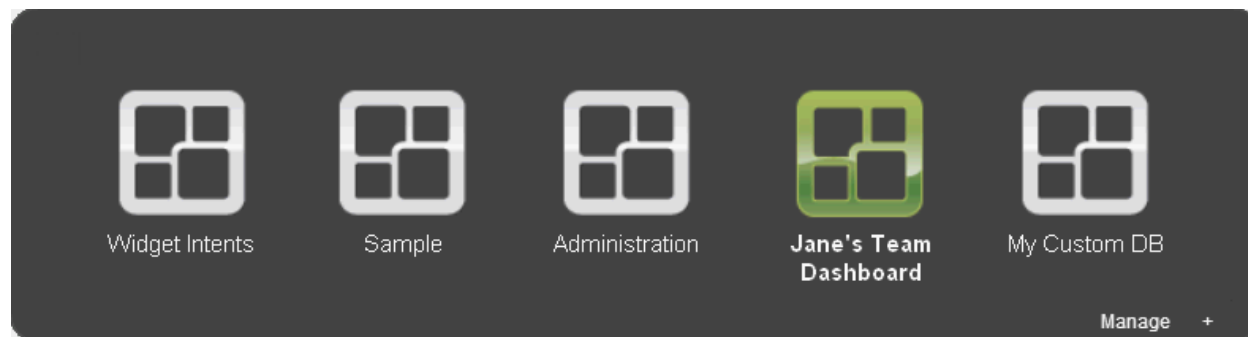 Widget Intents
Sample
Administration
Jane's Team
Dashboard
My Custom DB
Manage +